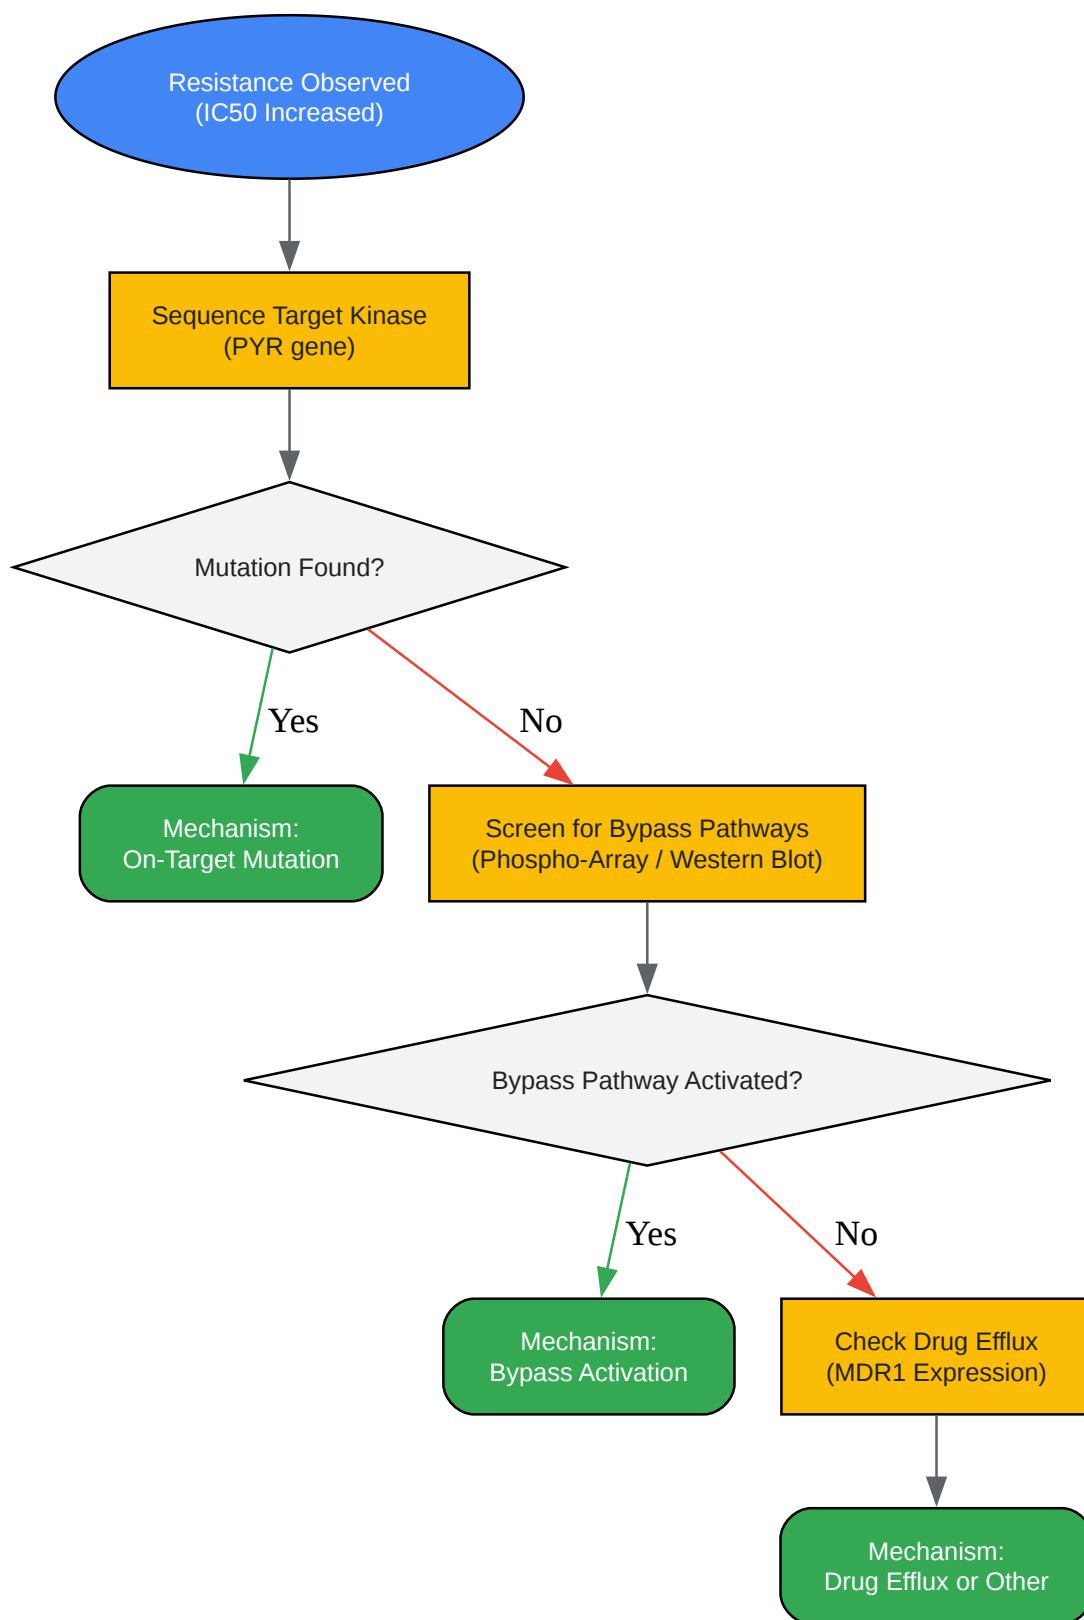 Resistance Observed
(IC50 Increased)
Sequence Target Kinase
(PYR gene)
Mutation Found?
Yes
No
Mechanism:
On-Target Mutation
Screen for Bypass Pathways
(Phospho-Array / Western Blot)
Bypass Pathway Activated?
Yes
No
Mechanism:
Bypass Activation
Check Drug Efflux
(MDR1 Expression)
Mechanism:
Drug Efflux or Other